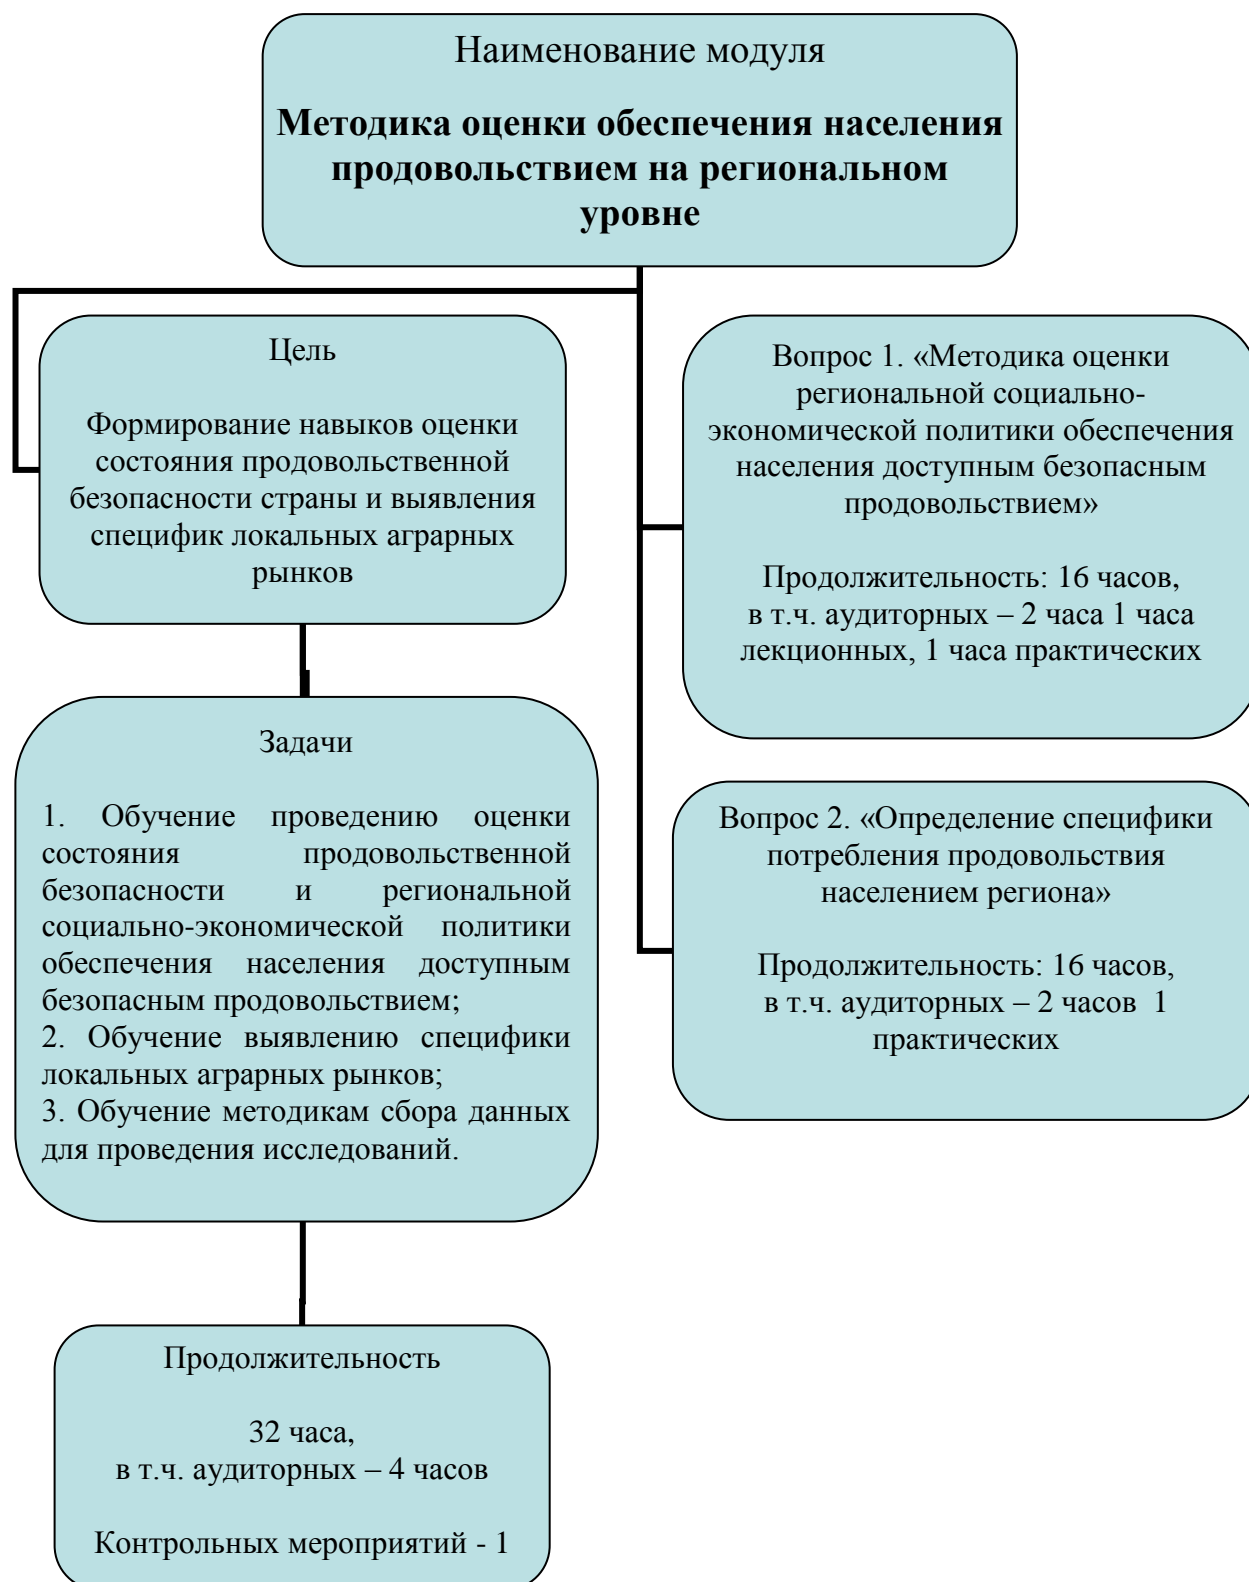 Наименование модуля
Методика оценки обеспечения населения
продовольствием на региональном
уровне
Цель
Формирование навыков оценки
состояния продовольственной
безопасности страны и выявления
специфик локальных аграрных
рынков
Задачи
1. Обучение проведению оценки
состояния продовольственной
безопасности и региональной
социально-экономической политики
обеспечения населения доступным
безопасным продовольствием;
2. Обучение выявлению специфики
локальных аграрных рынков;
3. Обучение методикам сбора данных
для проведения исследований.
Продолжительность
32 часа,
в т.ч. аудиторных – 4 часов
Контрольных мероприятий - 1
Вопрос 1. «Методика оценки
региональной социально-
экономической политики обеспечения
населения доступным безопасным
продовольствием»
Продолжительность: 16 часов,
в т.ч. аудиторных – 2 часа 1 часа
лекционных, 1 часа практических
Вопрос 2. «Определение специфики
потребления продовольствия
населением региона»
Продолжительность: 16 часов,
в т.ч. аудиторных – 2 часов 1
практических